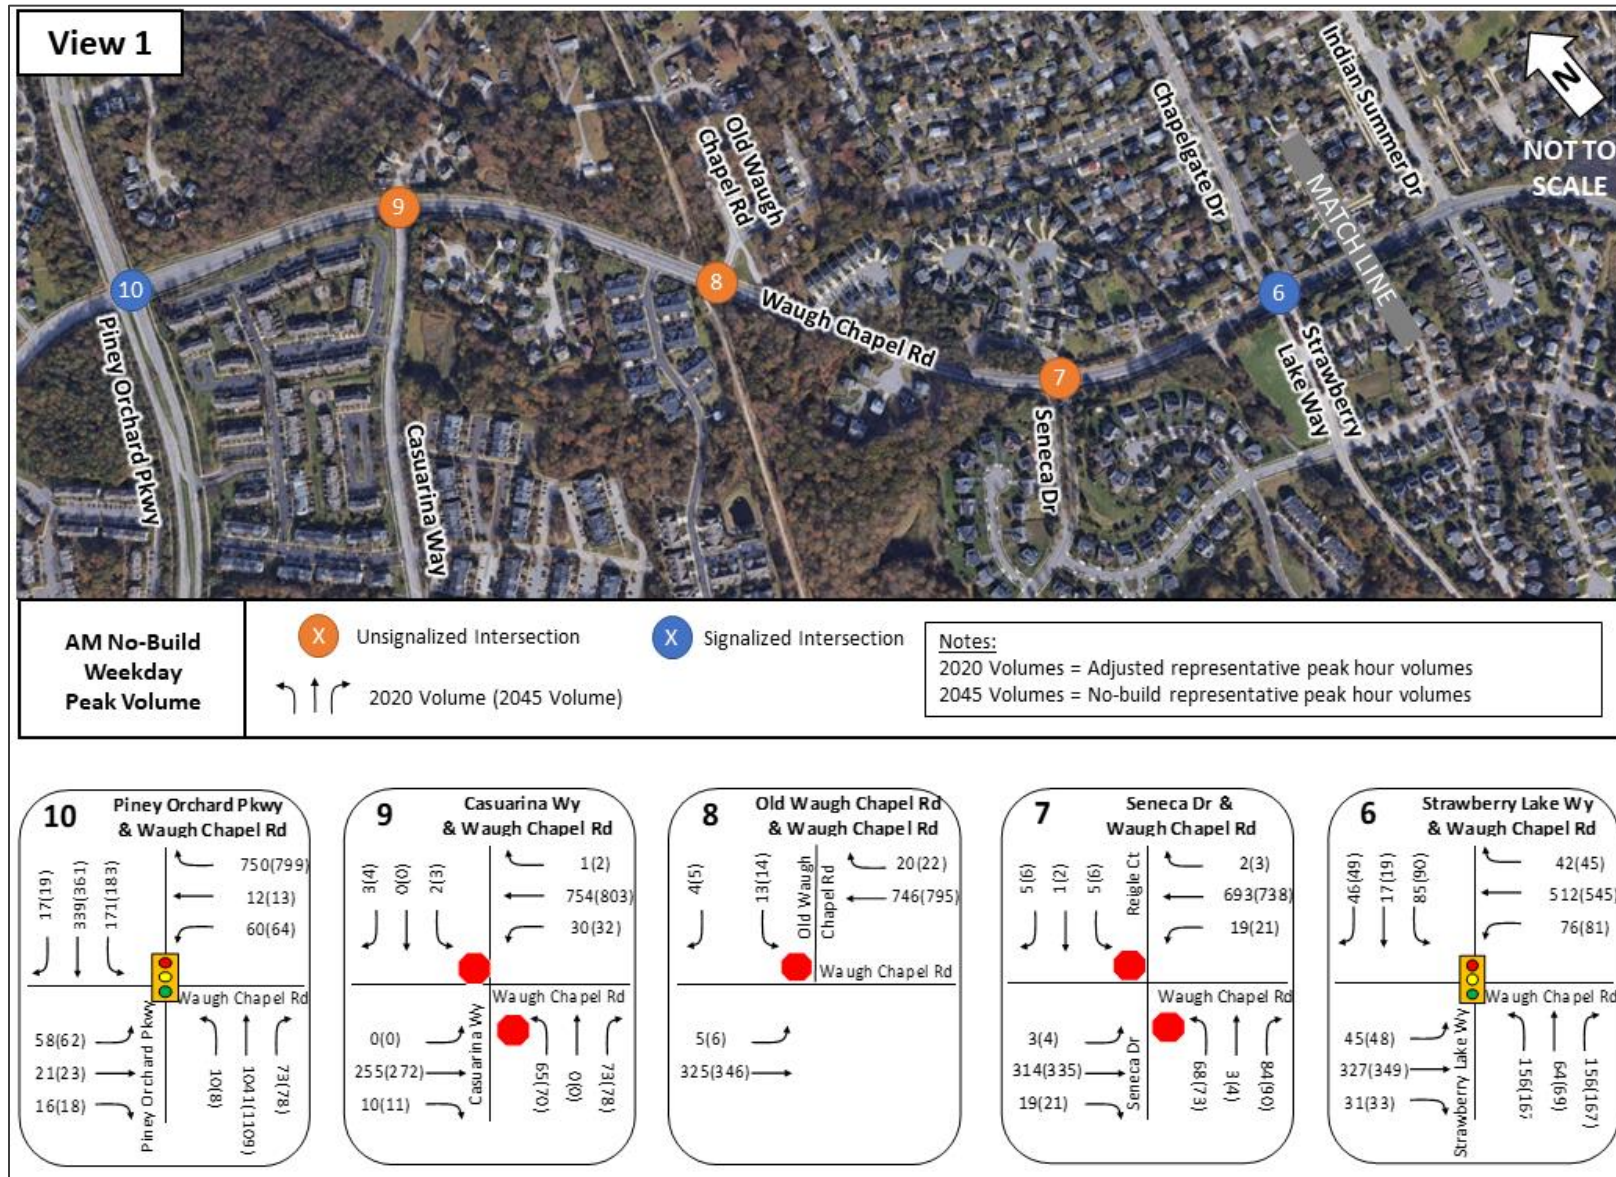 View 1
N
NOT TO
SCALE
Indian Summer Dr
Chapelgate Dr
MATCH LINE
Old Waugh
Chapel Rd
9
8
10
6
7
Waugh Chapel Rd
Strawberry
Lake Way
Seneca Dr
Casuarina Way
Piney Orchard Pkwy
AM No-Build
Weekday
Peak Volume
X Unsignalized Intersection
X Signalized Intersection
2020 Volume (2045 Volume)
Notes:
2020 Volumes = Adjusted representative peak hour volumes
2045 Volumes = No-build representative peak hour volumes
10
Piney Orchard Pkwy
& Waugh Chapel Rd
17(19)
339(361)
171(183)
750(799)
12(13)
60(64)
Waugh Chapel Rd
Piney Orchard Pkwy
58(62)
21(23)
16(18)
10(8)
1041(1109)
73(78)
9
Casuarina Wy
& Waugh Chapel Rd
3(4)
0(0)
2(3)
1(2)
754(803)
30(32)
Waugh Chapel Rd
Casuarina Wy
0(0)
255(272)
10(11)
65(70)
0(0)
73(78)
8
Old Waugh Chapel Rd
& Waugh Chapel Rd
4(5)
13(14)
Old Waugh
Chapel Rd
20(22)
746(795)
Waugh Chapel Rd
5(6)
325(346)
7
Seneca Dr &
Waugh Chapel Rd
5(6)
1(2)
5(6)
Reigle Ct
2(3)
693(738)
19(21)
Waugh Chapel Rd
Seneca Dr
3(4)
314(335)
19(21)
68(73)
3(4)
84(90)
6
Strawberry Lake Wy
& Waugh Chapel Rd
46(49)
17(19)
85(90)
42(45)
512(545)
76(81)
Waugh Chapel Rd
Strawberry Lake Wy
45(48)
327(349)
31(33)
156(167
64(69)
156(167)